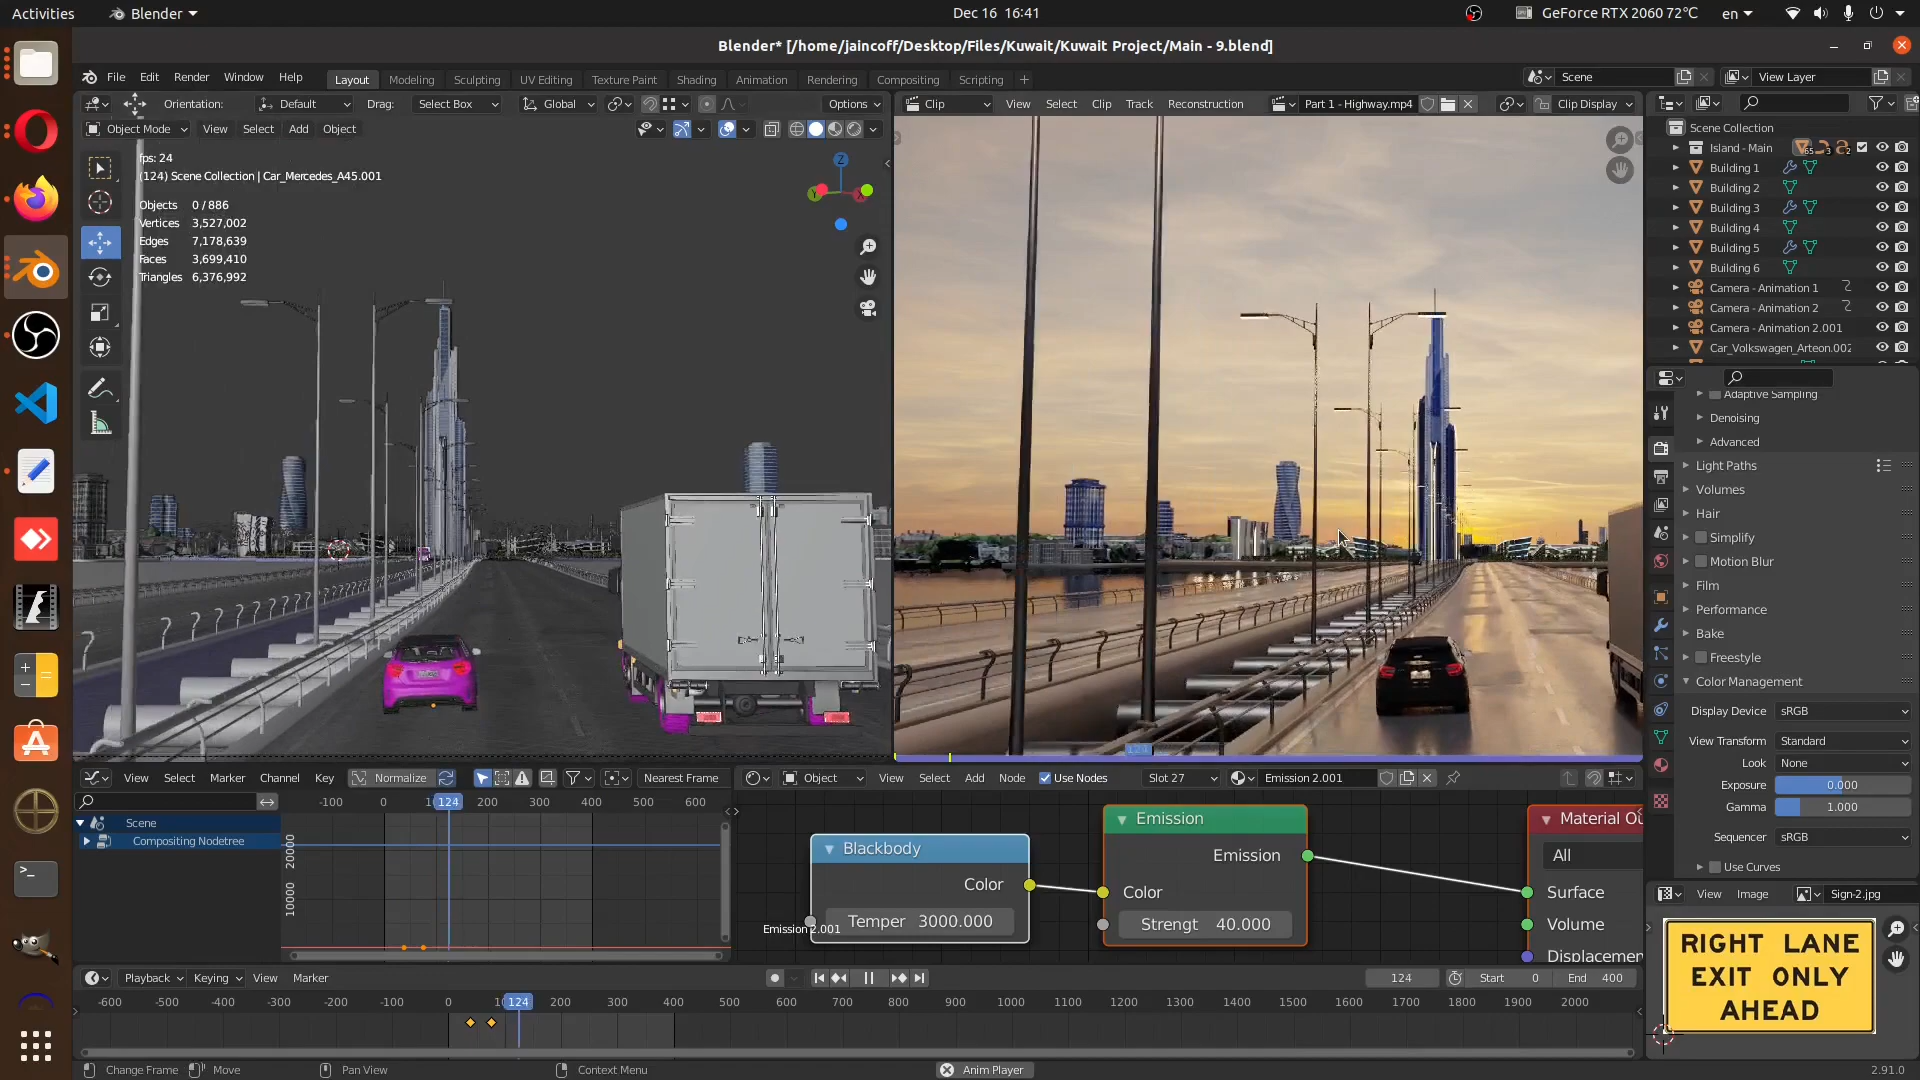 Activities
Blender
Dec 16 16:41
GeForce RTX 2060 72°C
en
Blender* [/home/jaincoff/Desktop/Files/Kuwait/Kuwait Project/Main - 9.blend]
File Edit Render Window Help
Layout Modeling Sculpting UV Editing Texture Paint Shading Animation Rendering Compositing Scripting +
Scene
View Layer
Orientation: Default Drag: Select Box Global Options
Clip View Select Clip Track Reconstruction Part 1 - Highway.mp4 Clip Display
Object Mode View Select Add Object
fps: 24
(124) Scene Collection | Car_Mercedes_A45.001
Objects 0 / 886
Vertices 3,527,002
Edges 7,178,639
Faces 3,699,410
Triangles 6,376,992
Z
Y
X
124
Scene Collection
Island - Main 65 3 2
Building 1
Building 2
Building 3
Building 4
Building 5
Building 6
Camera - Animation 1
Camera - Animation 2
Camera - Animation 2.001
Car_Volkswagen_Arteon.002
Adaptive Sampling
Denoising
Advanced
Light Paths
Volumes
Hair
Simplify
Motion Blur
Film
Performance
Bake
Freestyle
Color Management
Display Device sRGB
View Transform Standard
Look None
Exposure 0.000
Gamma 1.000
Sequencer sRGB
Use Curves
View Select Marker Channel Key Normalize Nearest Frame
-100 0 124 200 300 400 500 600
Scene
Compositing Nodetree
20000
10000
Object View Select Add Node Use Nodes Slot 27 Emission 2.001
Blackbody
Color
Temper 3000.000
Emission 2.001
Emission
Emission
Color
Strengt 40.000
Material Ou
All
Surface
Volume
Displacemen
View Image Sign-2.jpg
RIGHT LANE
EXIT ONLY
AHEAD
Playback Keying View Marker
124 Start 0 End 400
-600 -500 -400 -300 -200 -100 0 124 200 300 400 500 600 700 800 900 1000 1100 1200 1300 1400 1500 1600 1700 1800 1900 2000
Change Frame Move Pan View Context Menu Anim Player 2.91.0